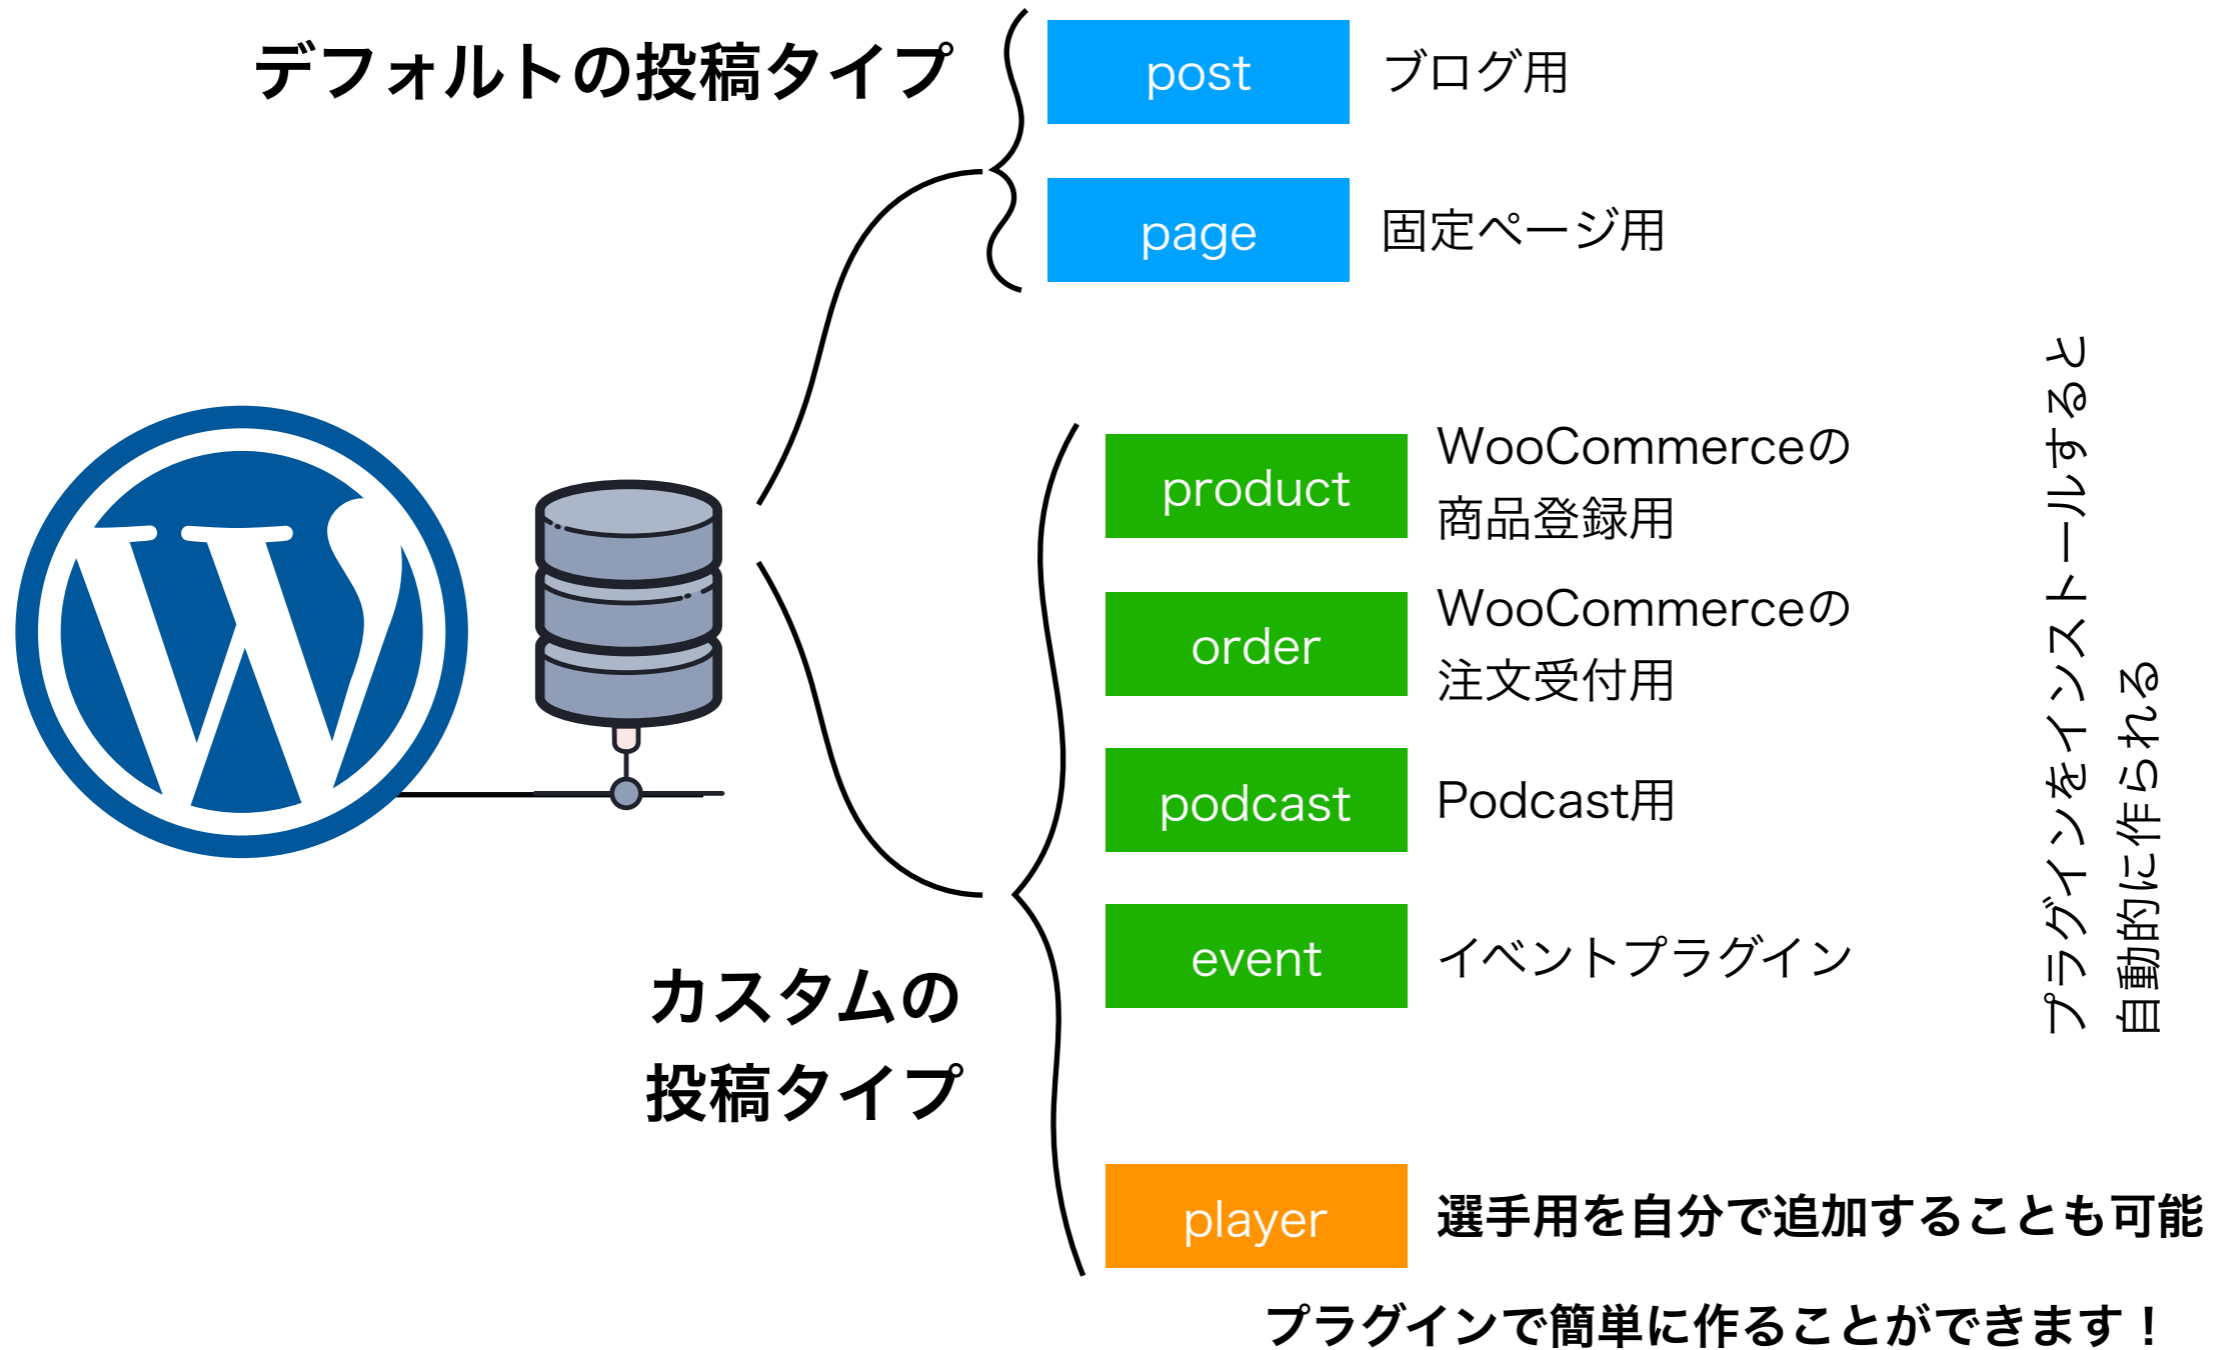 デフォルトの投稿タイプ
post
ブログ用
page
固定ページ用
product
WooCommerceの
商品登録用
order
WooCommerceの
注文受付用
podcast
Podcast用
event
イベントプラグイン
プラグインをインストールすると
自動的に作られる
カスタムの
投稿タイプ
player
選手用を自分で追加することも可能
プラグインで簡単に作ることができます！